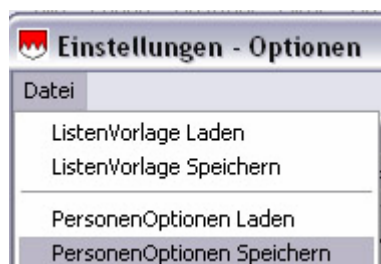 Einstellungen - Optionen
Datei
ListenVorlage Laden
ListenVorlage Speichern
PersonenOptionen Laden
PersonenOptionen Speichern